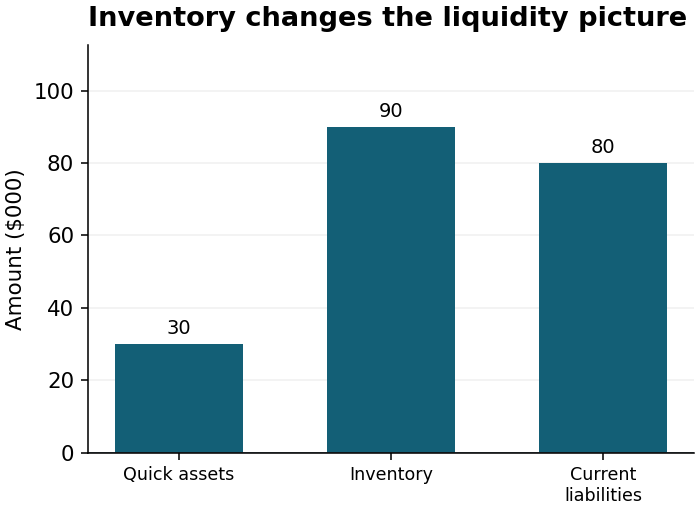 Inventory changes the liquidity picture
Amount ($000)
100
80
60
40
20
0
30
90
80
Quick assets
Inventory
Current
liabilities